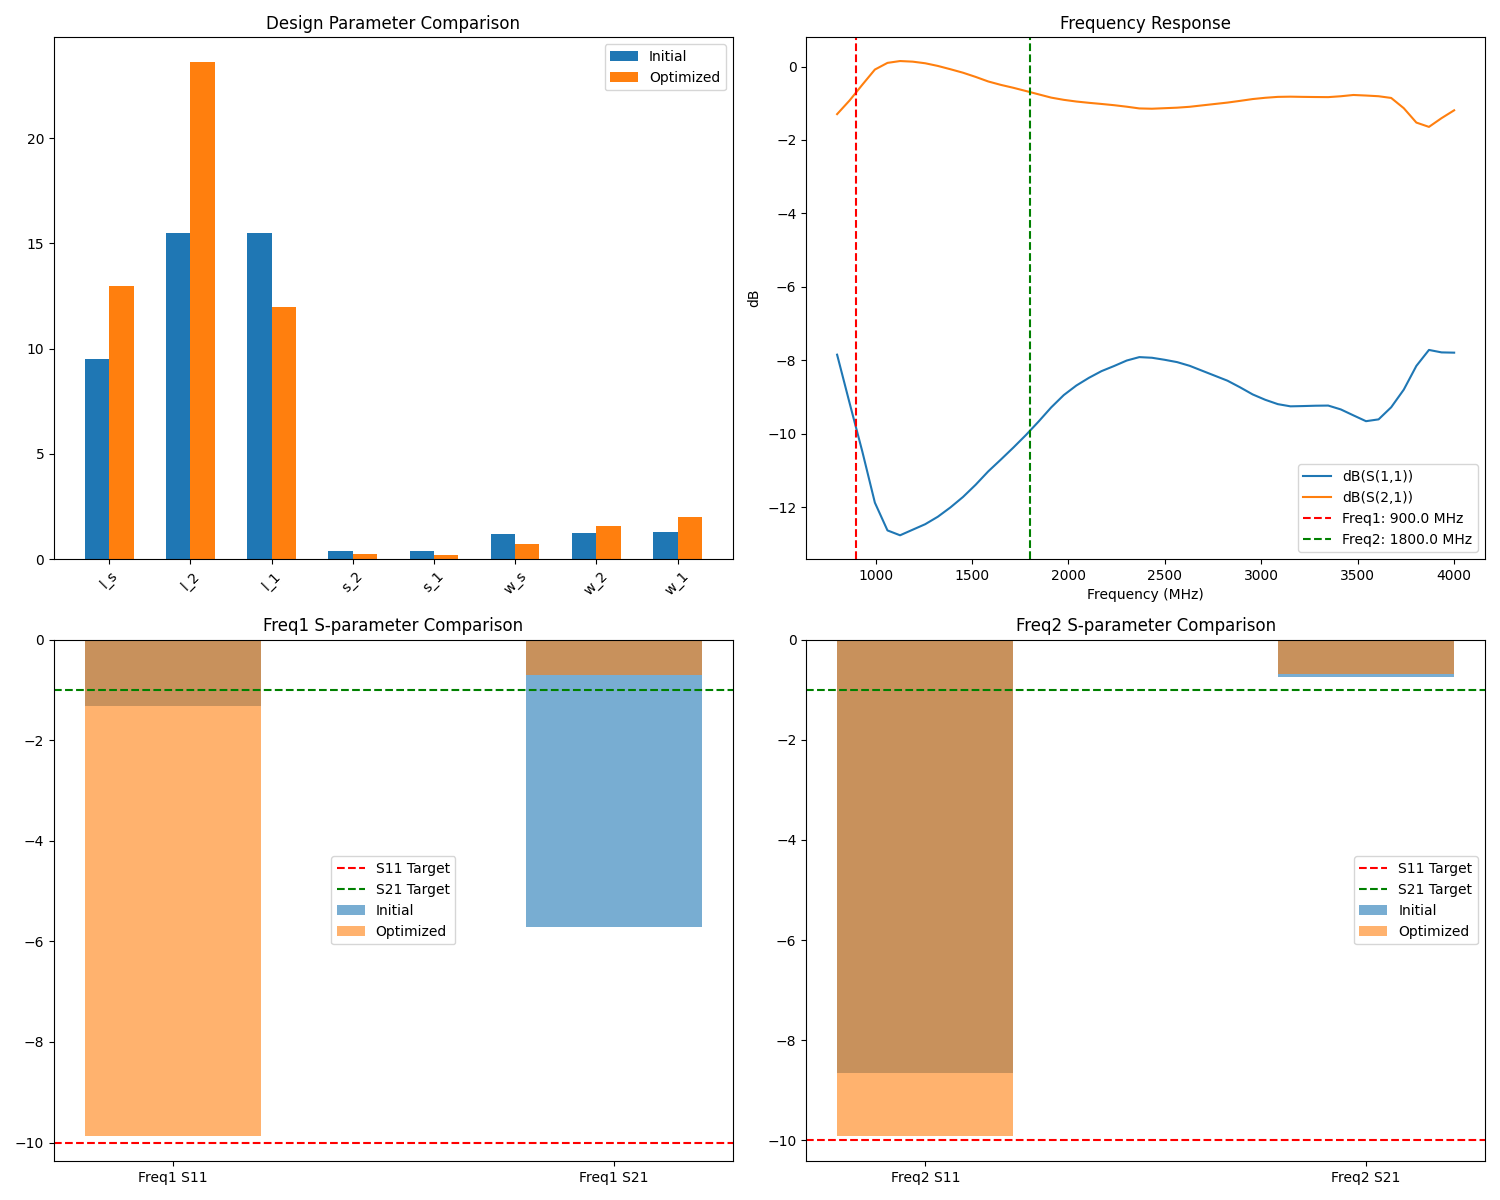 Design Parameter Comparison
Initial
Optimized
20
15
10
5
0
l_s
l_2
l_1
s_2
s_1
w_s
w_2
w_1
Frequency Response
dB
0
−2
−4
−6
−8
−10
−12
dB(S(1,1))
dB(S(2,1))
Freq1: 900.0 MHz
Freq2: 1800.0 MHz
1000
1500
2000
2500
3000
3500
4000
Frequency (MHz)
Freq1 S-parameter Comparison
0
−2
−4
−6
−8
−10
S11 Target
S21 Target
Initial
Optimized
Freq1 S11
Freq1 S21
Freq2 S-parameter Comparison
0
−2
−4
−6
−8
−10
S11 Target
S21 Target
Initial
Optimized
Freq2 S11
Freq2 S21